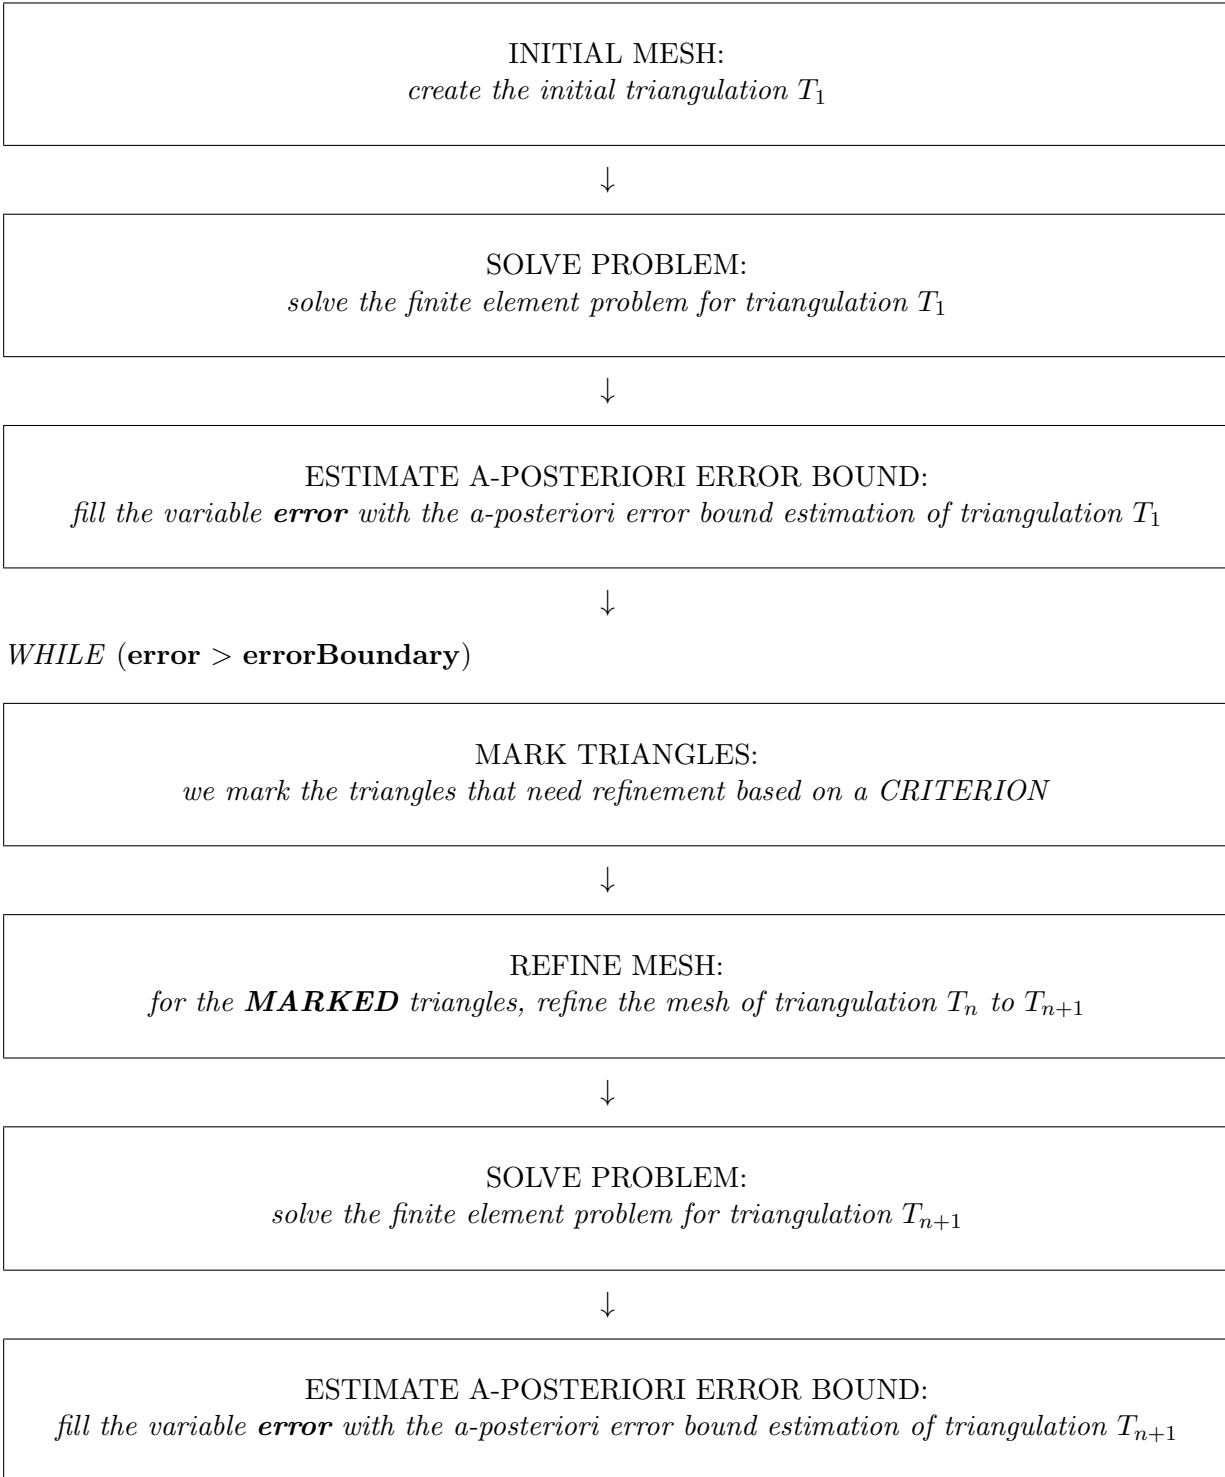 INITIAL MESH:
create the initial triangulation T₁
↓
SOLVE PROBLEM:
solve the finite element problem for triangulation T₁
↓
ESTIMATE A-POSTERIORI ERROR BOUND:
fill the variable error with the a-posteriori error bound estimation of triangulation T₁
↓
WHILE (error > errorBoundary)
MARK TRIANGLES:
we mark the triangles that need refinement based on a CRITERION
↓
REFINE MESH:
for the MARKED triangles, refine the mesh of triangulation Tₙ to Tₙ₊₁
↓
SOLVE PROBLEM:
solve the finite element problem for triangulation Tₙ₊₁
↓
ESTIMATE A-POSTERIORI ERROR BOUND:
fill the variable error with the a-posteriori error bound estimation of triangulation Tₙ₊₁